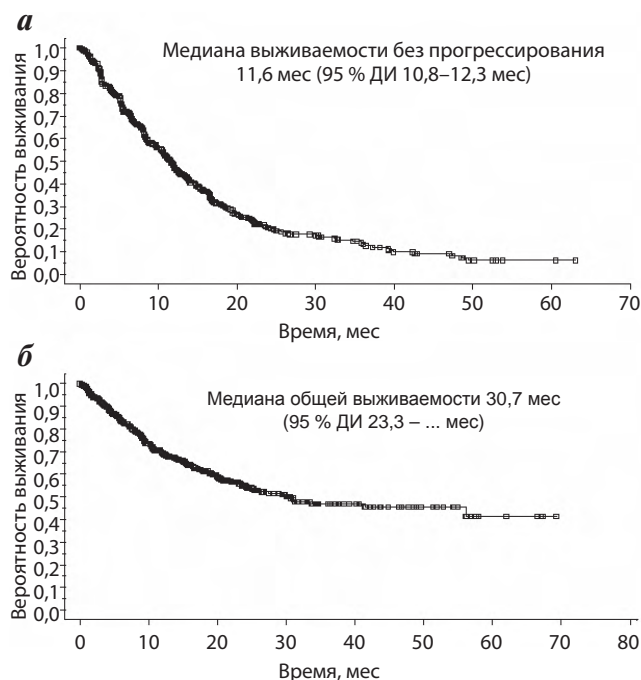 а
Медиана выживаемости без прогрессирования
11,6 мес (95 % ДИ 10,8–12,3 мес)
Вероятность выживания
1,0
0,9
0,8
0,7
0,6
0,5
0,4
0,3
0,2
0,1
0,0
0 10 20 30 40 50 60 70
Время, мес
б
Медиана общей выживаемости 30,7 мес
(95 % ДИ 23,3 – ... мес)
Вероятность выживания
1,0
0,9
0,8
0,7
0,6
0,5
0,4
0,3
0,2
0,1
0,0
0 10 20 30 40 50 60 70 80
Время, мес